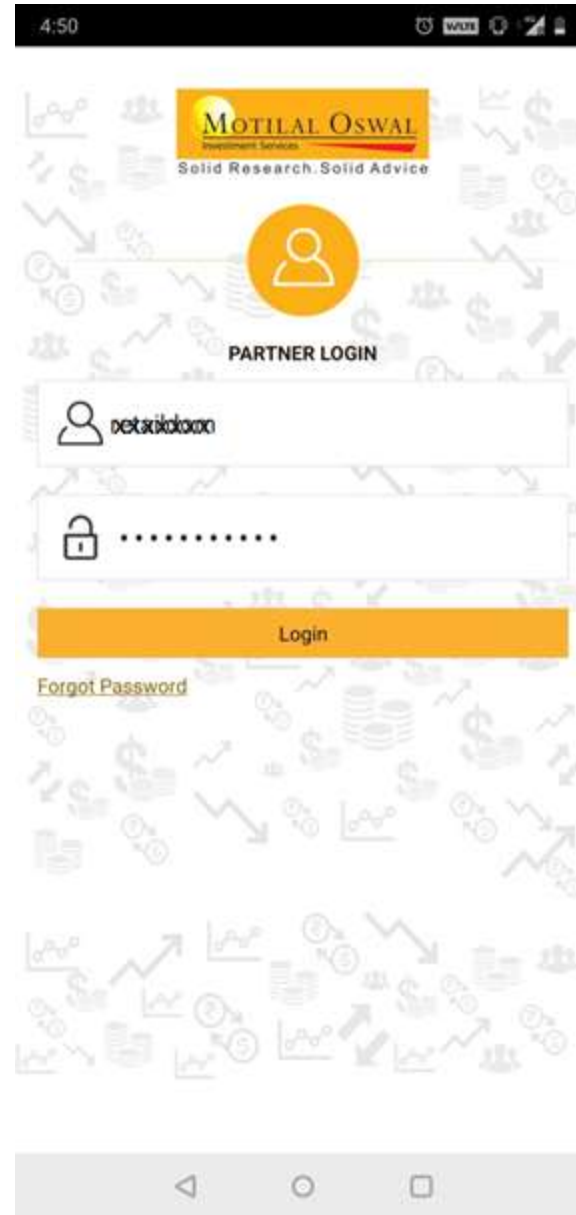 4:50
MOTILAL OSWAL
Investment Services
Solid Research.Solid Advice
PARTNER LOGIN
Login
Forgot Password